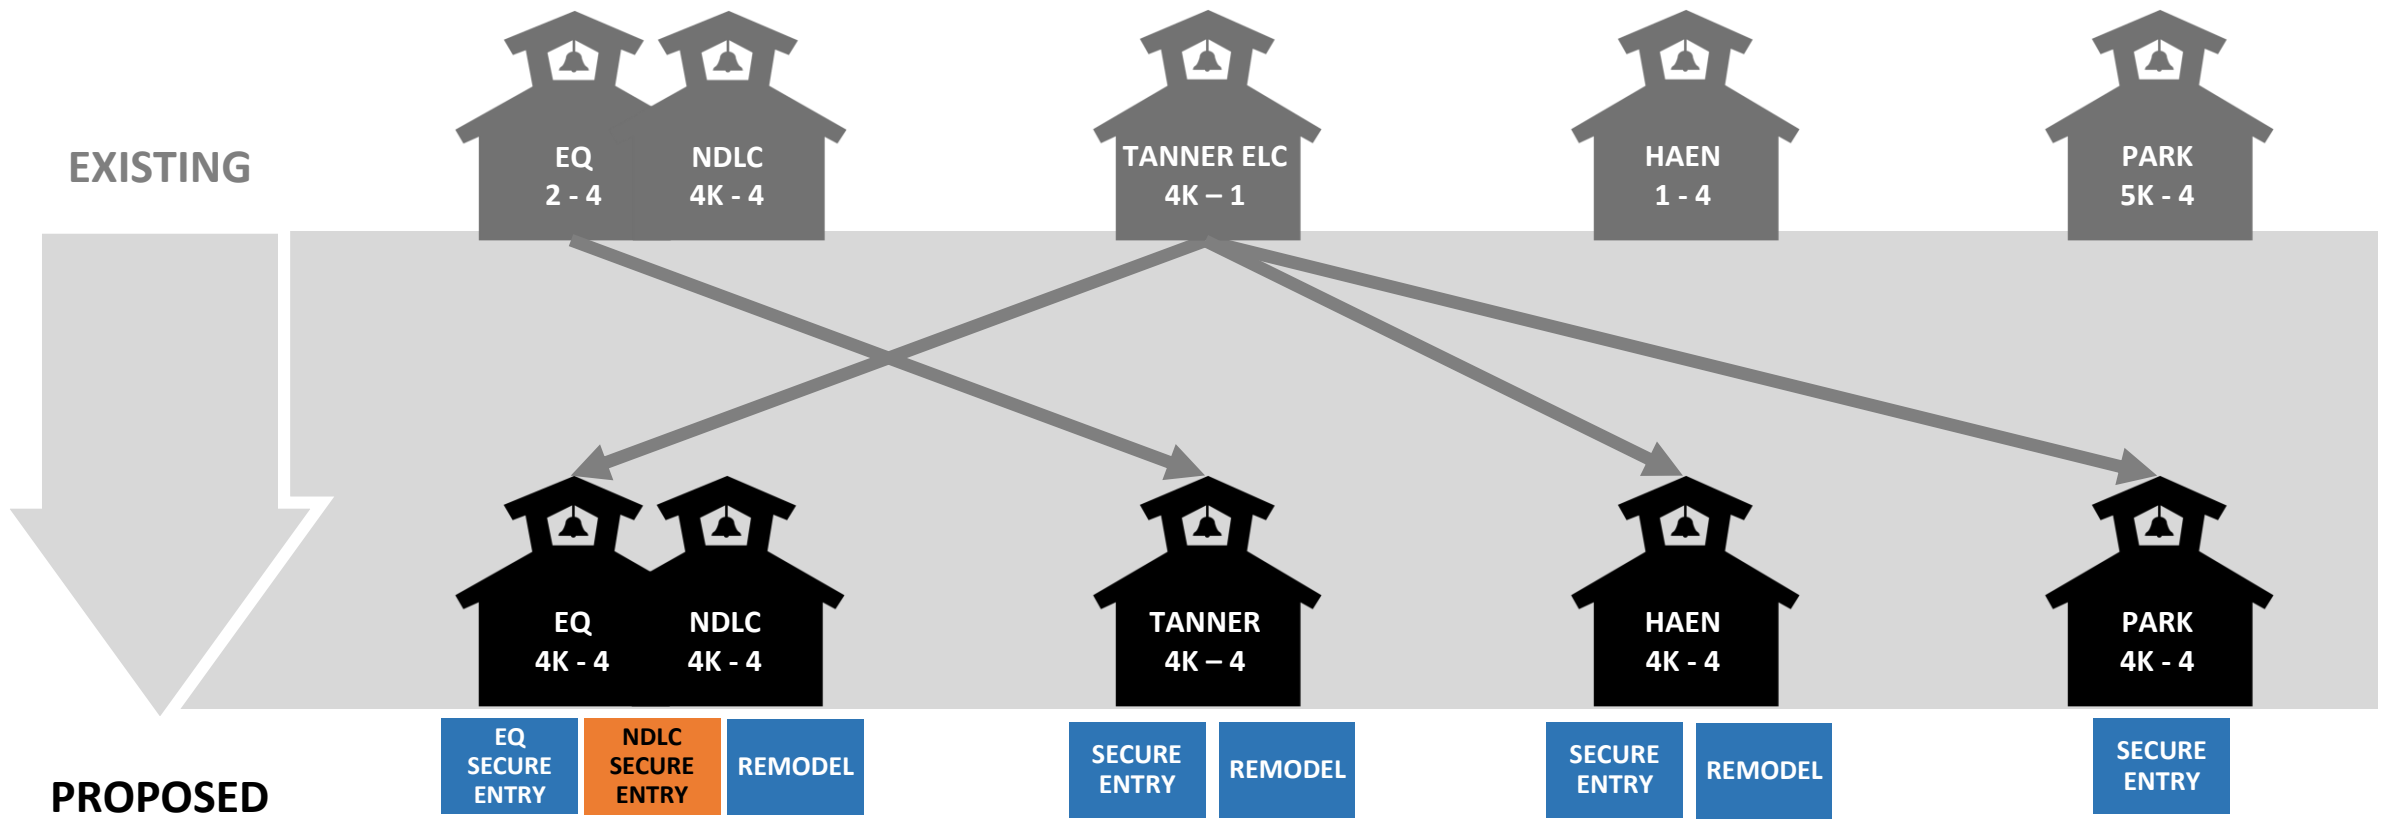 EXISTING
EQ
2 - 4
NDLC
4K - 4
TANNER ELC
4K – 1
HAEN
1 - 4
PARK
5K - 4
EQ
4K - 4
NDLC
4K - 4
TANNER
4K – 4
HAEN
4K - 4
PARK
4K - 4
PROPOSED
EQ
SECURE
ENTRY
NDLC
SECURE
ENTRY
REMODEL
SECURE
ENTRY
REMODEL
SECURE
ENTRY
REMODEL
SECURE
ENTRY